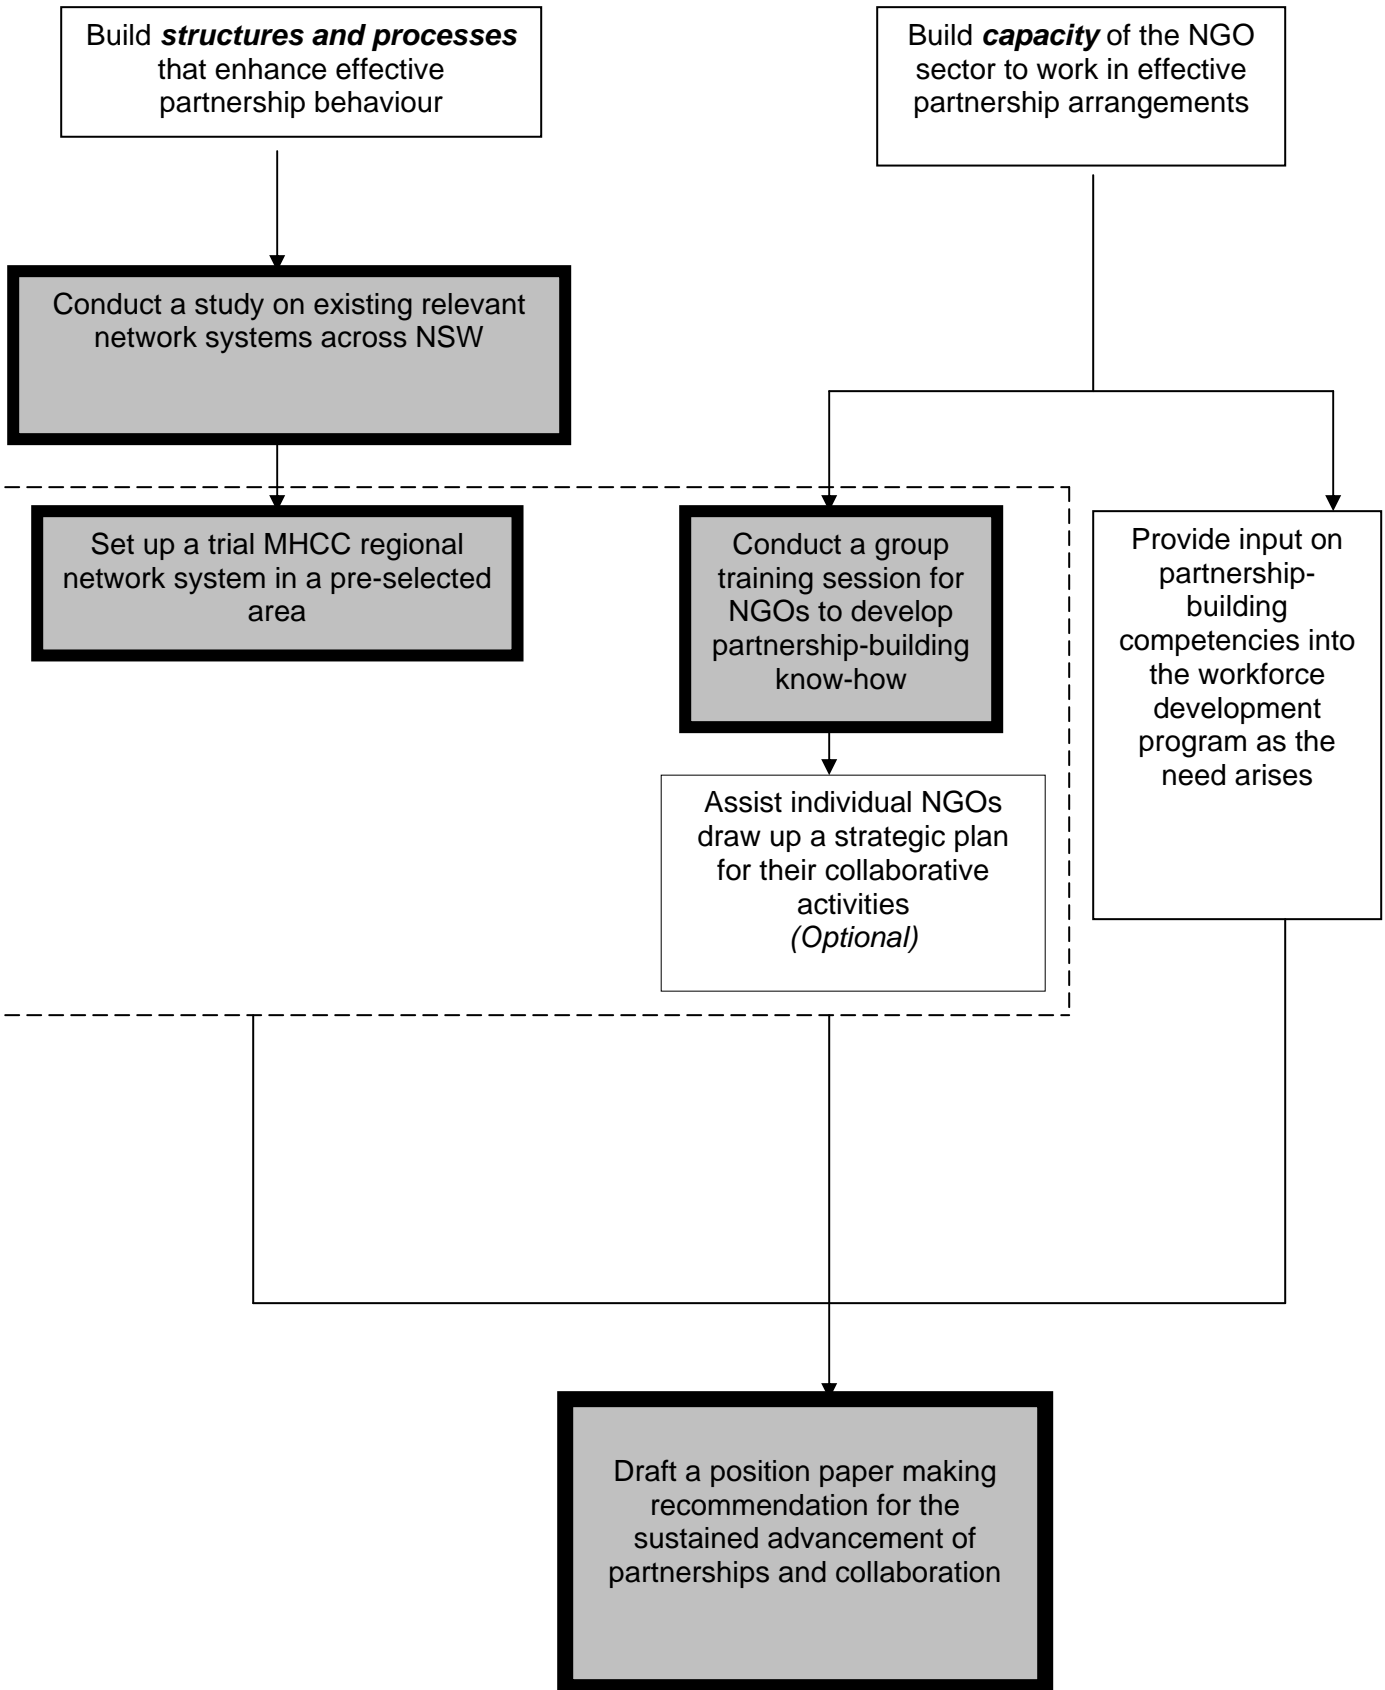 Build structures and processes
that enhance effective
partnership behaviour
Build capacity of the NGO
sector to work in effective
partnership arrangements
Conduct a study on existing relevant
network systems across NSW
Set up a trial MHCC regional
network system in a pre-selected
area
Conduct a group
training session for
NGOs to develop
partnership-building
know-how
Provide input on
partnership-
building
competencies into
the workforce
development
program as the
need arises
Assist individual NGOs
draw up a strategic plan
for their collaborative
activities
(Optional)
Draft a position paper making
recommendation for the
sustained advancement of
partnerships and collaboration